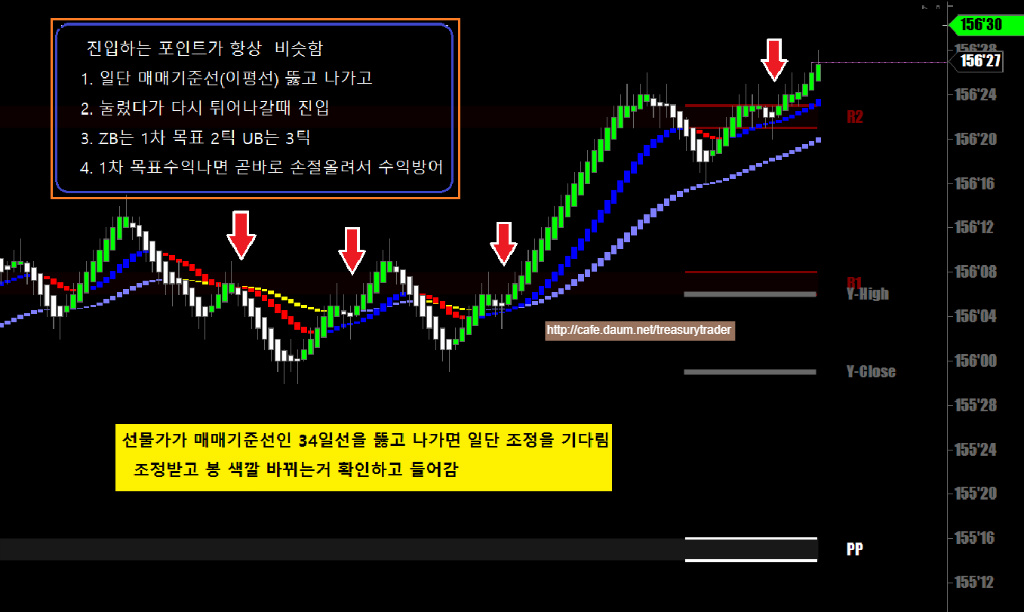 156'30
진입하는 포인트가 항상 비슷함
1. 일단 매매기준선(이평선) 뚫고 나가고
2. 눌렸다가 다시 튀어나갈때 진입
3. ZB는 1차 목표 2틱 UB는 3틱
4. 1차 목표수익나면 곧바로 손절올려서 수익방어
156'28
156'27
156'24
R2
156'20
156'16
156'12
156'08
R1
Y-High
156'04
http://cafe.daum.net/treasurytrader
156'00
Y-Close
155'28
선물가가 매매기준선인 34일선을 뚫고 나가면 일단 조정을 기다림
155'24
조정받고 봉 색깔 바뀌는거 확인하고 들어감
155'20
155'16
PP
155'12